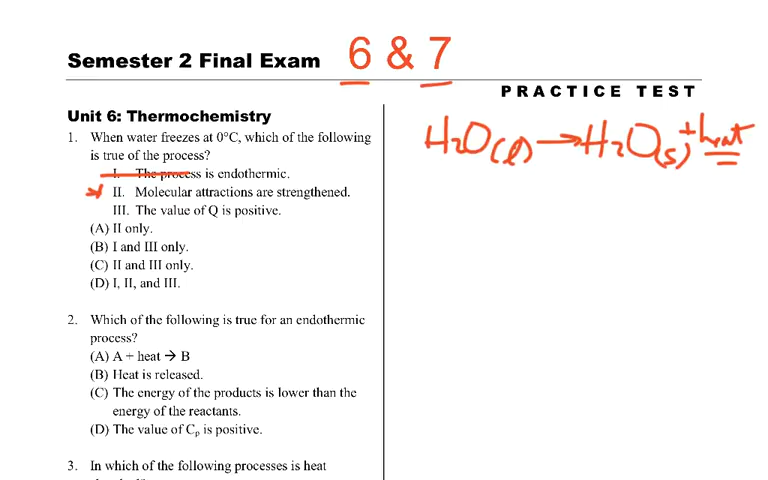 Semester 2 Final Exam 6 & 7
PRACTICE TEST
Unit 6: Thermochemistry
1. When water freezes at 0°C, which of the following
is true of the process?
I. The process is endothermic.
II. Molecular attractions are strengthened.
III. The value of Q is positive.
(A) II only.
(B) I and III only.
(C) II and III only.
(D) I, II, and III.
2. Which of the following is true for an endothermic
process?
(A) A + heat → B
(B) Heat is released.
(C) The energy of the products is lower than the
energy of the reactants.
(D) The value of Cp is positive.
3. In which of the following processes is heat
H2O(l) → H2O(s) + heat